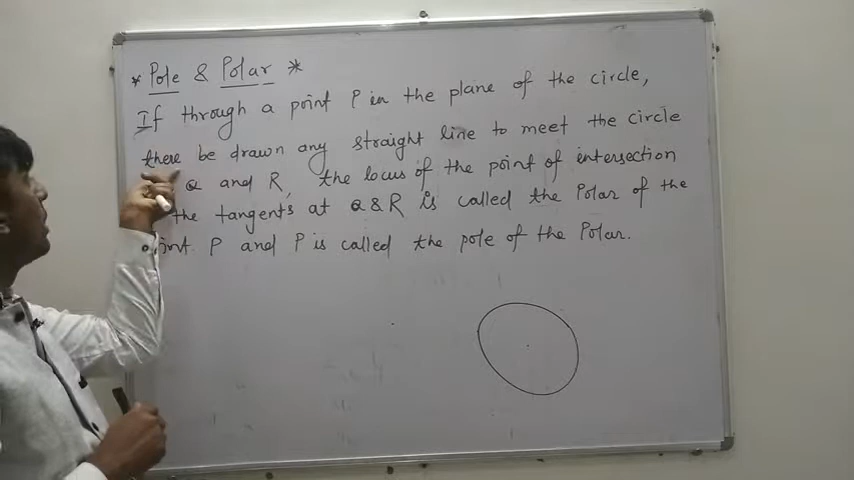 * Pole & Polar *
If through a point P in the plane of the circle,
there be drawn any straight line to meet the circle
Q and R, the locus of the point of intersection
the tangent's at Q & R is called the Polar of the
int P and P is called the pole of the Polar.